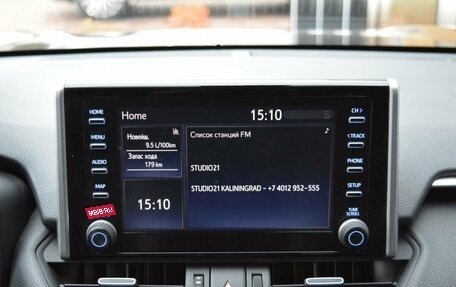 HOME
MENU
AUDIO
MAP
Home
15:10
Новейш.
9.5 L/100km
Запас хода
179 km
15:10
Список станций FM
STUDIO21
STUDIO21 KALININGRAD - +7 4012 952-555
CH >
< TRACK
PHONE
SETUP
TUNE
SCROLL